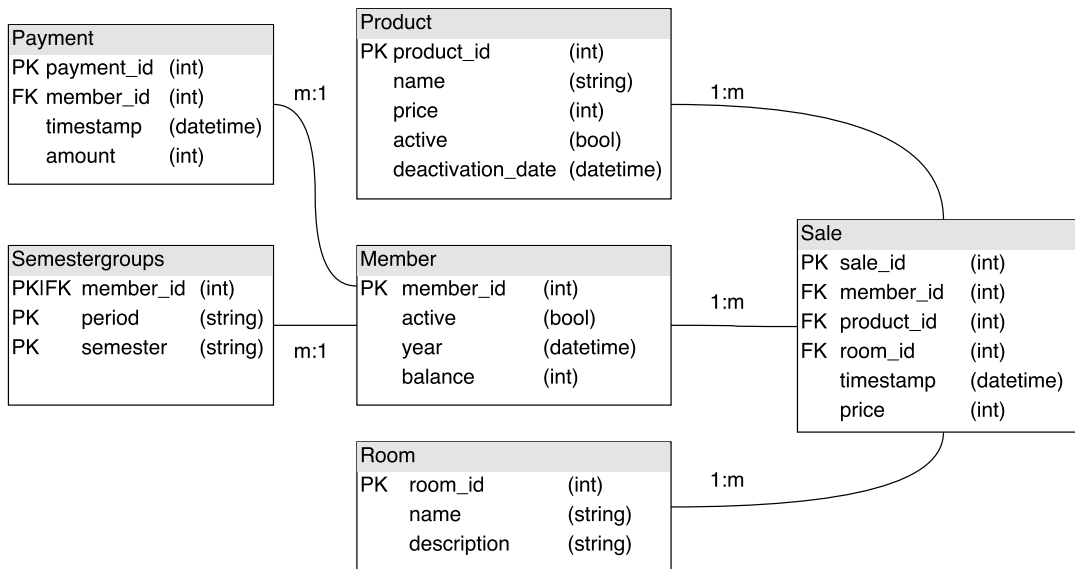 Payment
PK payment_id (int)
FK member_id (int)
timestamp (datetime)
amount (int)
m:1
Product
PK product_id (int)
name (string)
price (int)
active (bool)
deactivation_date (datetime)
1:m
Semestergroups
PK|FK member_id (int)
PK period (string)
PK semester (string)
m:1
Member
PK member_id (int)
active (bool)
year (datetime)
balance (int)
1:m
Sale
PK sale_id (int)
FK member_id (int)
FK product_id (int)
FK room_id (int)
timestamp (datetime)
price (int)
Room
PK room_id (int)
name (string)
description (string)
1:m